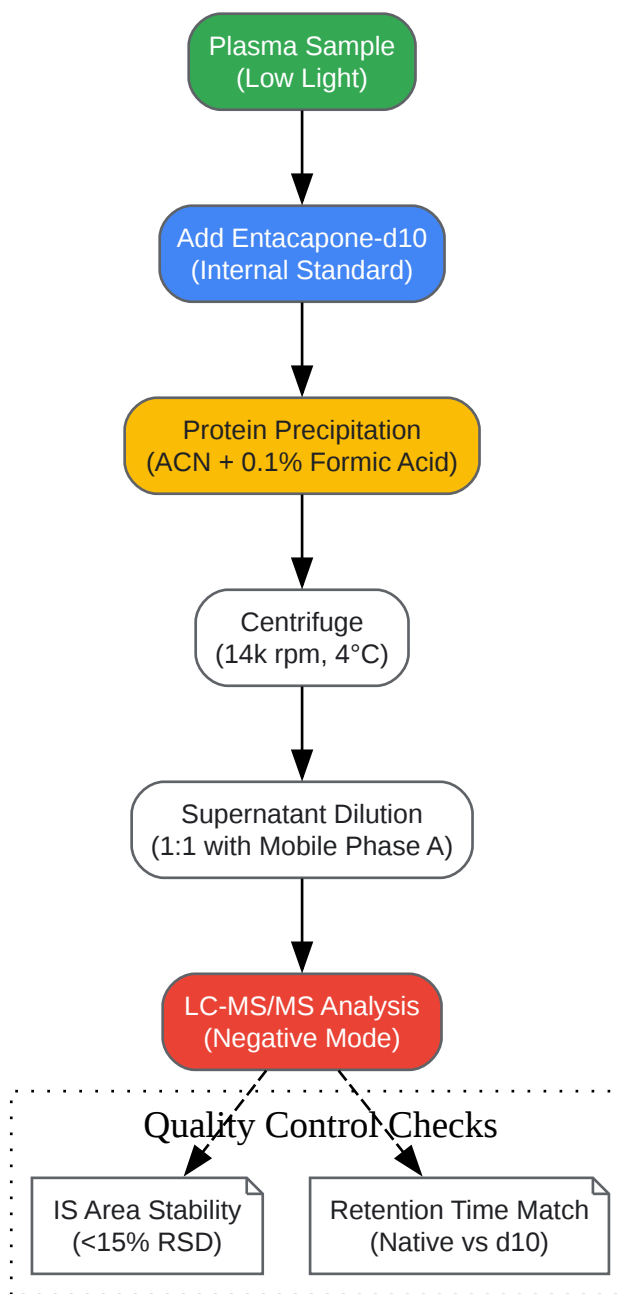 Plasma Sample
(Low Light)
Add Entacapone-d10
(Internal Standard)
Protein Precipitation
(ACN + 0.1% Formic Acid)
Centrifuge
(14k rpm, 4°C)
Supernatant Dilution
(1:1 with Mobile Phase A)
LC-MS/MS Analysis
(Negative Mode)
Quality Control Checks
IS Area Stability
(<15% RSD)
Retention Time Match
(Native vs d10)